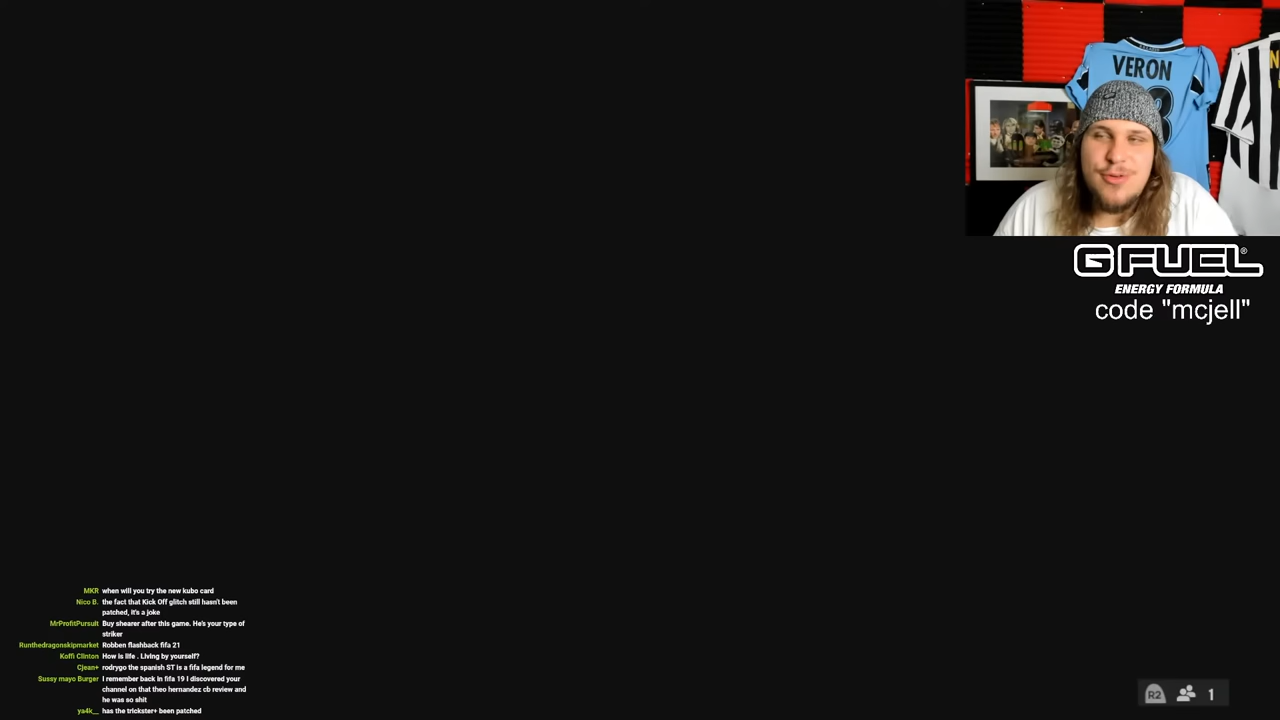 VERON
G FUEL®
ENERGY FORMULA
code "mcjell"
MKR when will you try the new kubo card
Nico B. the fact that Kick Off glitch still hasn't been
patched, it's a joke
MrProfitPursuit Buy shearer after this game. He's your type of
striker
Runthedragonskipmarket Robben flashback fifa 21
Koffi Clinton How is life . Living by yourself?
Cjean+ rodrygo the spanish ST is a fifa legend for me
Sussy mayo Burger I remember back in fifa 19 I discovered your
channel on that theo hernandez cb review and
he was so shit
ya4k__ has the trickster+ been patched
R2 1